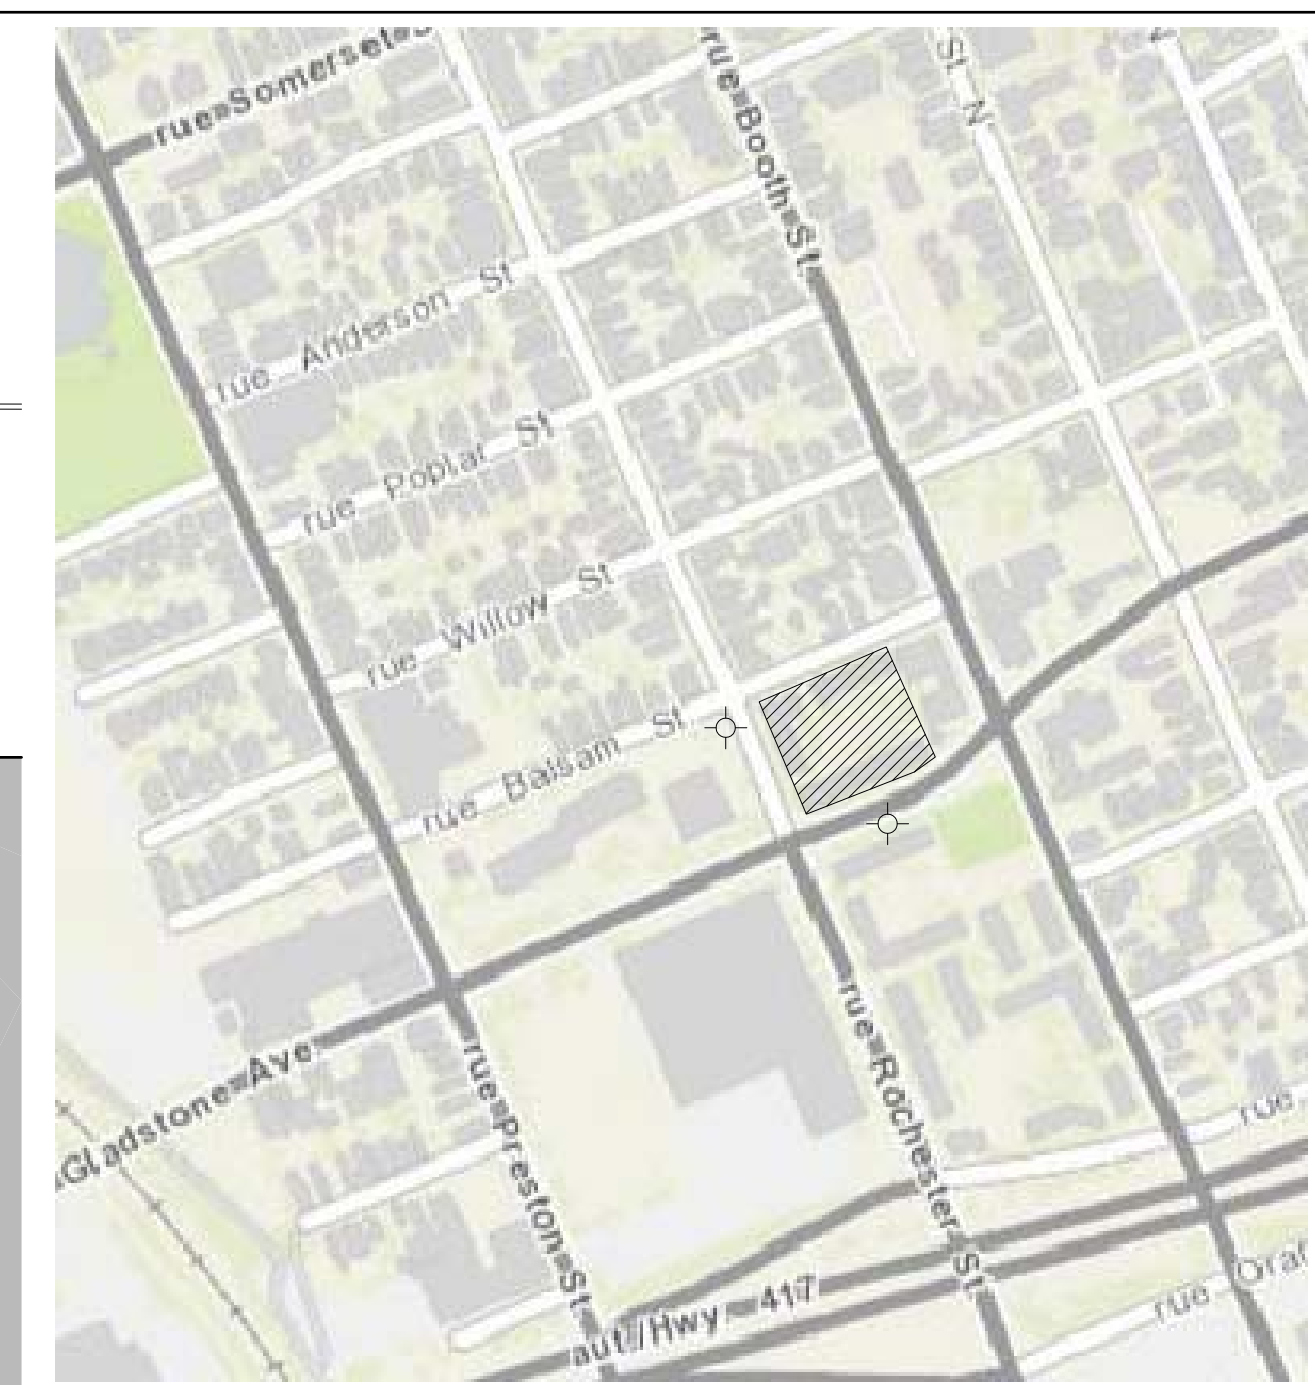 rue Somerset S
rue Booth St
St N
rue Anderson St
rue Poplar St
rue Willow St
rue Balsam St
Gladstone Ave
rue Preston St
rue Rochester St
rue
aut/Hwy 417
rue Oran